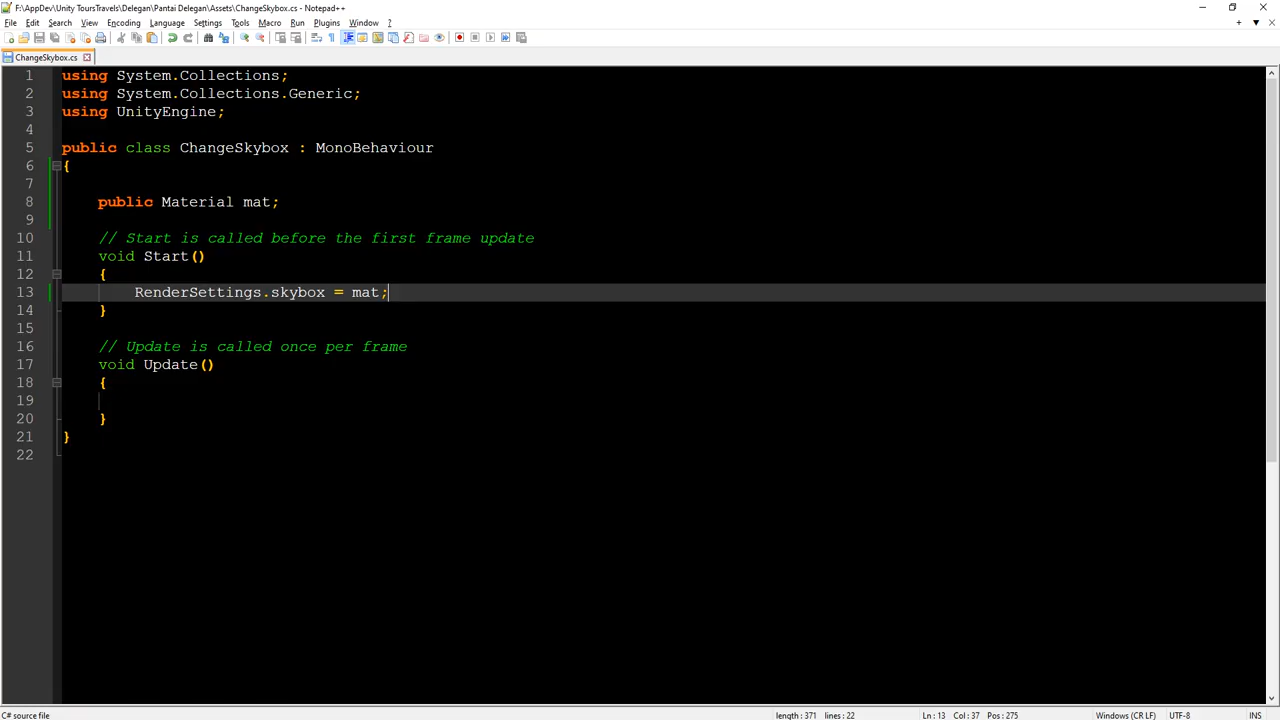 F:\AppDev\Unity ToursTravels\Delegan\Pantai Delegan\Assets\ChangeSkybox.cs - Notepad++
File Edit Search View Encoding Language Settings Tools Macro Run Plugins Window ?
ChangeSkybox.cs
1 using System.Collections;
2 using System.Collections.Generic;
3 using UnityEngine;
4
5 public class ChangeSkybox : MonoBehaviour
6 {
7
8 public Material mat;
9
10 // Start is called before the first frame update
11 void Start()
12 {
13 RenderSettings.skybox = mat;
14 }
15
16 // Update is called once per frame
17 void Update()
18 {
19
20 }
21 }
22
C# source file length : 371 lines : 22 Ln : 13 Col : 37 Pos : 275 Windows (CR LF) UTF-8 INS